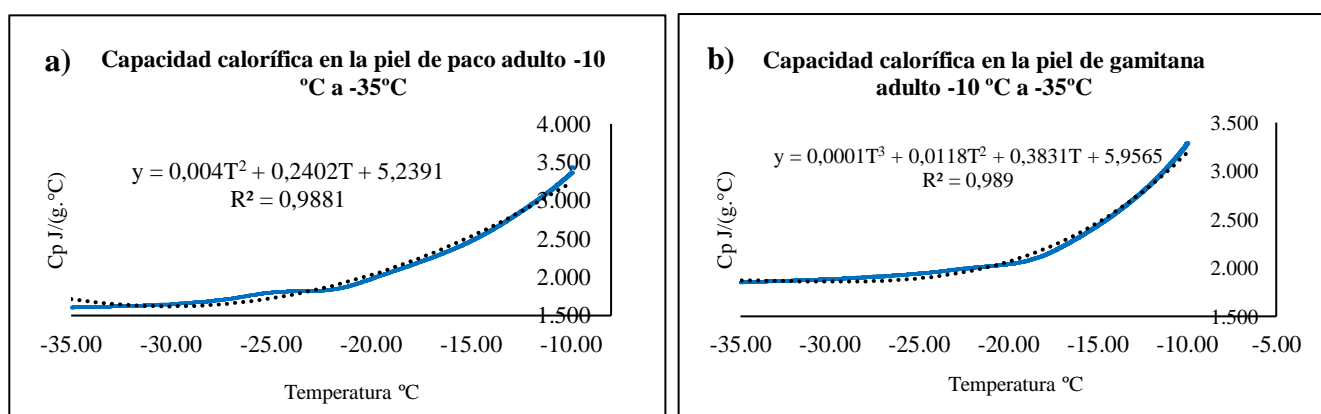 a) Capacidad calorífica en la piel de paco adulto -10
ºC a -35ºC
4.000
3.500
3.000
2.500
2.000
1.500
y = 0,004T² + 0,2402T + 5,2391
R² = 0,9881
Cp J/(g.°C)
-35.00 -30.00 -25.00 -20.00 -15.00 -10.00
Temperatura ºC
b) Capacidad calorífica en la piel de gamitana
adulto -10 ºC a -35ºC
3.500
3.000
2.500
2.000
1.500
y = 0,0001T³ + 0,0118T² + 0,3831T + 5,9565
R² = 0,989
Cp J/(g.°C)
-35.00 -30.00 -25.00 -20.00 -15.00 -10.00 -5.00
Temperatura ºC